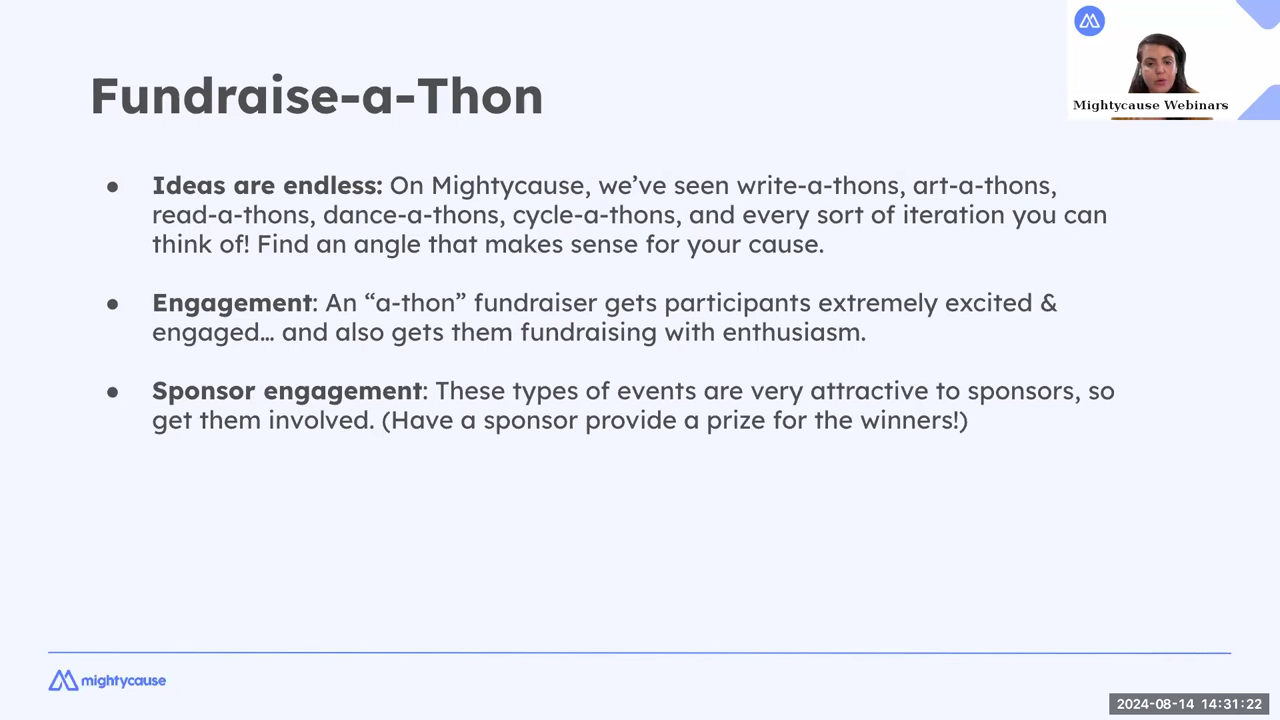 Fundraise-a-Thon
Mightycause Webinars
● Ideas are endless: On Mightycause, we’ve seen write-a-thons, art-a-thons,
read-a-thons, dance-a-thons, cycle-a-thons, and every sort of iteration you can
think of! Find an angle that makes sense for your cause.
● Engagement: An “a-thon” fundraiser gets participants extremely excited &
engaged… and also gets them fundraising with enthusiasm.
● Sponsor engagement: These types of events are very attractive to sponsors, so
get them involved. (Have a sponsor provide a prize for the winners!)
mightycause
2024-08-14 14:31:22